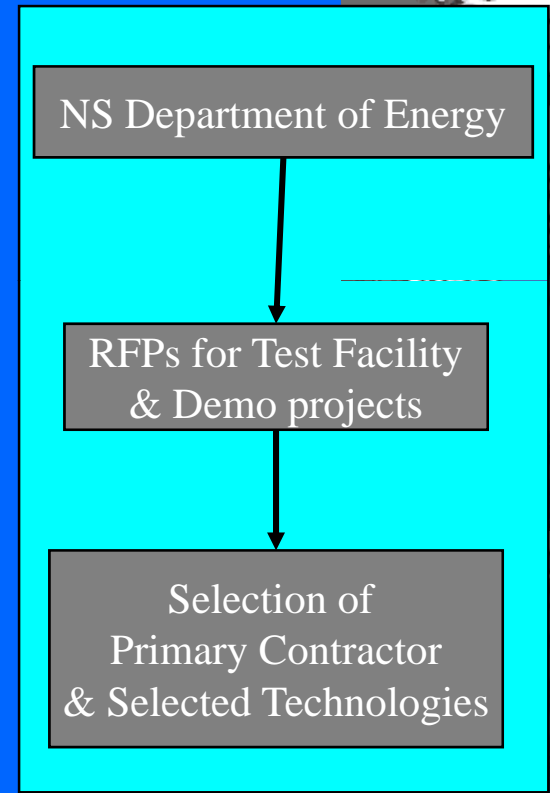 NS Department of Energy
RFPs for Test Facility
& Demo projects
Selection of
Primary Contractor
& Selected Technologies